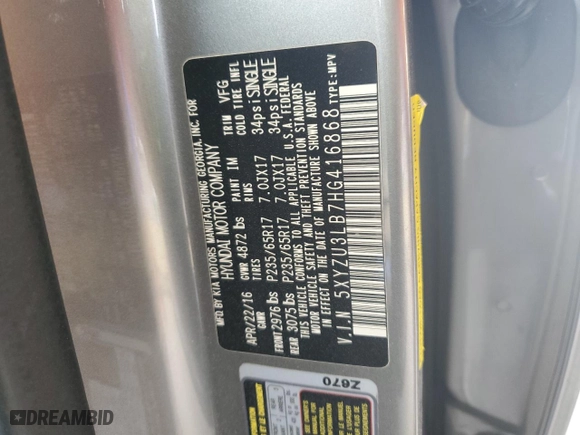 MFD. BY KIA MOTORS MANUFACTURING GEORGIA, INC. FOR
HYUNDAI MOTOR COMPANY
APR/22/16 GVWR 4872 lbs PAINT IM TRIM VFG
GAWR TIRES RIMS COLD TIRE INFL
FRONT 2976 lbs P235/65R17 7.0JX17 34psi SINGLE
REAR 3075 lbs P235/65R17 7.0JX17 34psi SINGLE
THIS VEHICLE CONFORMS TO ALL APPLICABLE U.S.A. FEDERAL
MOTOR VEHICLE SAFETY, BUMPER, AND THEFT PREVENTION STANDARDS
IN EFFECT ON THE DATE OF MANUFACTURE SHOWN ABOVE
V.I.N 5XYZU3LB7HG416868 TYPE:MPV
Z670
DREAMBID